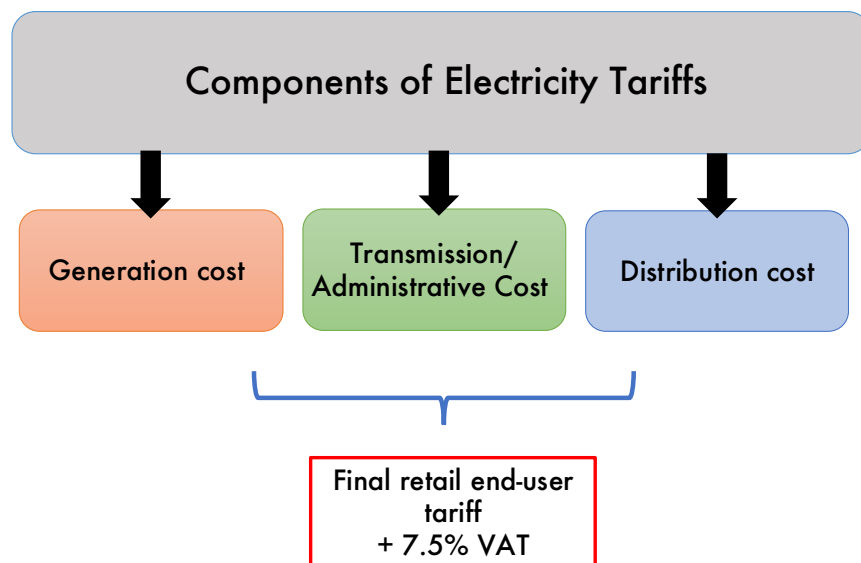 Components of Electricity Tariffs
Generation cost
Transmission/
Administrative Cost
Distribution cost
Final retail end-user
tariff
+ 7.5% VAT